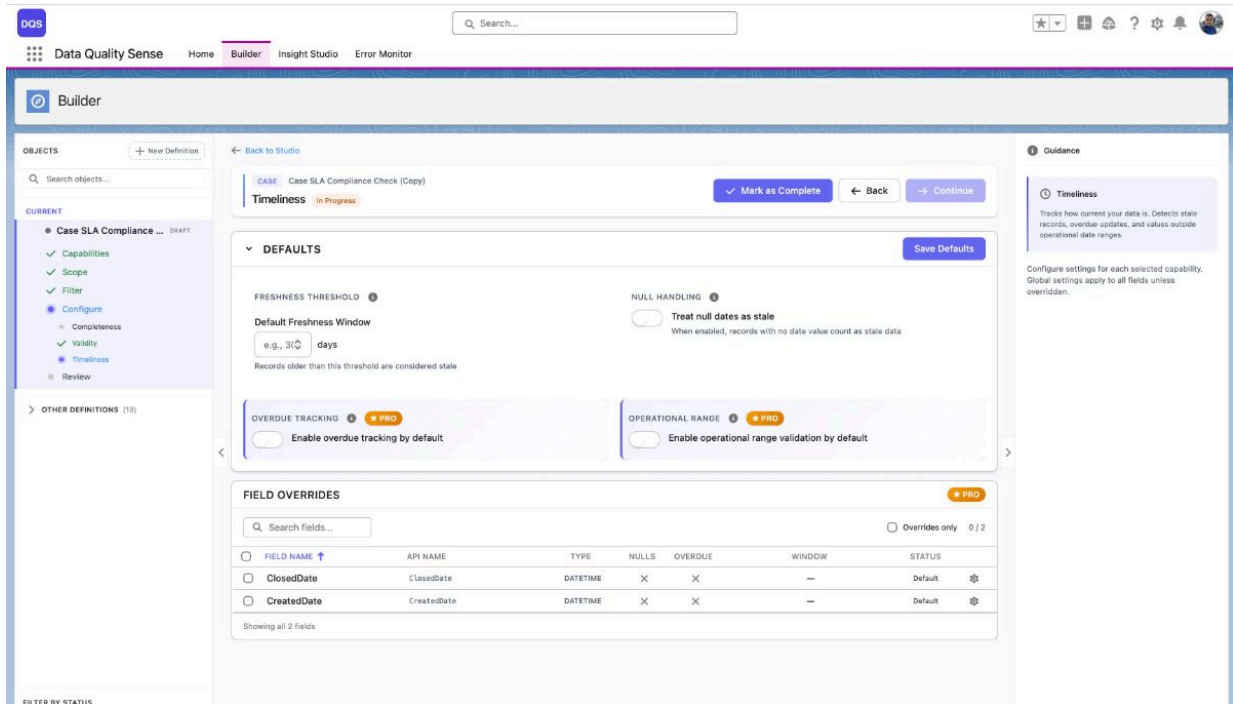 DQS
Search...
Data Quality Sense
Home
Builder
Insight Studio
Error Monitor
Builder
OBJECTS
+ New Definition
Search objects...
CURRENT
Case SLA Compliance ... DRAFT
Capabilities
Scope
Filter
Configure
Completeness
Validity
Timeliness
Review
OTHER DEFINITIONS (13)
FILTER BY STATUS
← Back to Studio
CASE Case SLA Compliance Check (Copy)
Timeliness In Progress
✓ Mark as Complete
← Back
→ Continue
DEFAULTS
Save Defaults
FRESHNESS THRESHOLD
Default Freshness Window
e.g., 30 days
Records older than this threshold are considered stale
NULL HANDLING
Treat null dates as stale
When enabled, records with no date value count as stale data
OVERDUE TRACKING ★ PRO
Enable overdue tracking by default
OPERATIONAL RANGE ★ PRO
Enable operational range validation by default
FIELD OVERRIDES ★ PRO
Search fields...
Overrides only 0 / 2
FIELD NAME ↑ API NAME TYPE NULLS OVERDUE WINDOW STATUS
ClosedDate ClosedDate DATETIME × × — Default
CreatedDate CreatedDate DATETIME × × — Default
Showing all 2 fields
Guidance
Timeliness
Tracks how current your data is. Detects stale
records, overdue updates, and values outside
operational date ranges.
Configure settings for each selected capability.
Global settings apply to all fields unless
overridden.